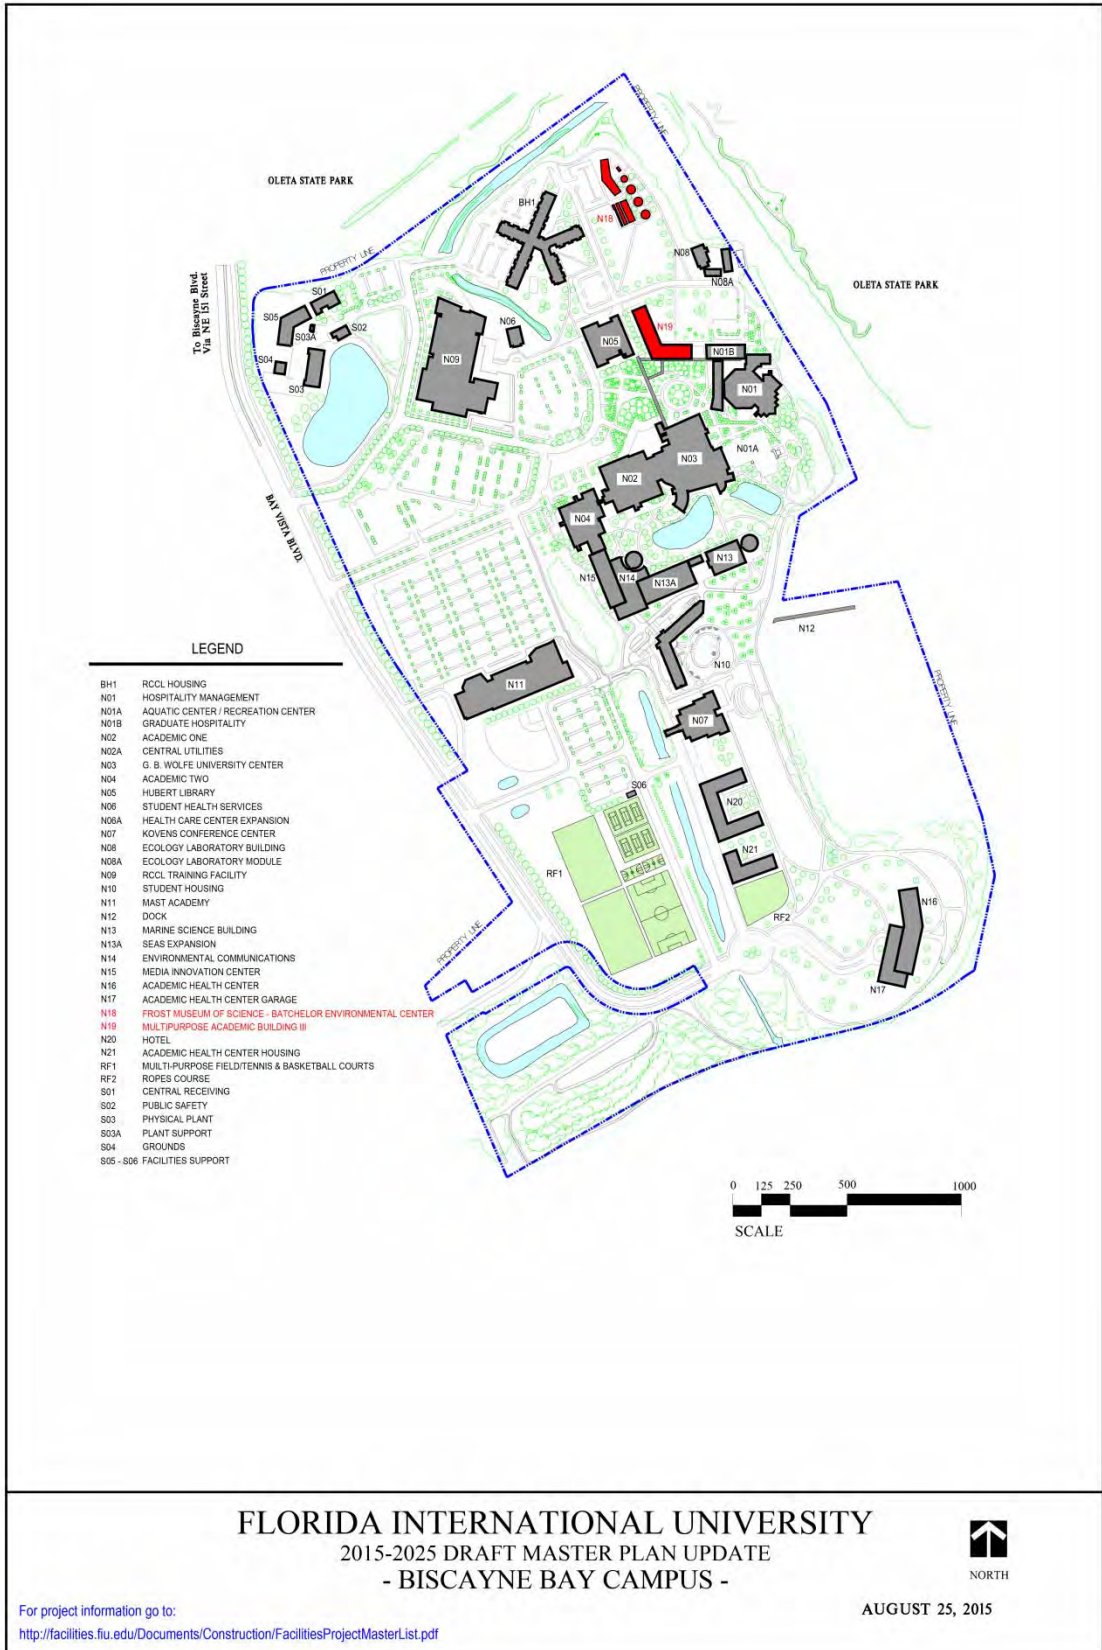 PROPERTY LINE
OLETA STATE PARK
BH1
N18
N08
N08A
OLETA STATE PARK
PROPERTY LINE
To Biscayne Blvd.
Via NE 151 Street
S01
S05
S03A
S02
S04
S03
N06
N09
N05
N19
N01B
N01
N01A
N03
N02
N04
BAY VISTA BLVD.
N15
N14
N13A
N13
N12
N10
N11
N07
PROPERTY LINE
S06
N20
N21
RF1
RF2
N16
N17
PROPERTY LINE
LEGEND
BH1 RCCL HOUSING
N01 HOSPITALITY MANAGEMENT
N01A AQUATIC CENTER / RECREATION CENTER
N01B GRADUATE HOSPITALITY
N02 ACADEMIC ONE
N02A CENTRAL UTILITIES
N03 G. B. WOLFE UNIVERSITY CENTER
N04 ACADEMIC TWO
N05 HUBERT LIBRARY
N06 STUDENT HEALTH SERVICES
N06A HEALTH CARE CENTER EXPANSION
N07 KOVENS CONFERENCE CENTER
N08 ECOLOGY LABORATORY BUILDING
N08A ECOLOGY LABORATORY MODULE
N09 RCCL TRAINING FACILITY
N10 STUDENT HOUSING
N11 MAST ACADEMY
N12 DOCK
N13 MARINE SCIENCE BUILDING
N13A SEAS EXPANSION
N14 ENVIRONMENTAL COMMUNICATIONS
N15 MEDIA INNOVATION CENTER
N16 ACADEMIC HEALTH CENTER
N17 ACADEMIC HEALTH CENTER GARAGE
N18 FROST MUSEUM OF SCIENCE - BATCHELOR ENVIRONMENTAL CENTER
N19 MULTIPURPOSE ACADEMIC BUILDING III
N20 HOTEL
N21 ACADEMIC HEALTH CENTER HOUSING
RF1 MUILTI-PURPOSE FIELD/TENNIS & BASKETBALL COURTS
RF2 ROPES COURSE
S01 CENTRAL RECEIVING
S02 PUBLIC SAFETY
S03 PHYSICAL PLANT
S03A PLANT SUPPORT
S04 GROUNDS
S05 - S06 FACILITIES SUPPORT
0 125 250 500 1000
SCALE
FLORIDA INTERNATIONAL UNIVERSITY
2015-2025 DRAFT MASTER PLAN UPDATE
- BISCAYNE BAY CAMPUS -
NORTH
AUGUST 25, 2015
For project information go to:
http://facilities.fiu.edu/Documents/Construction/FacilitiesProjectMasterList.pdf